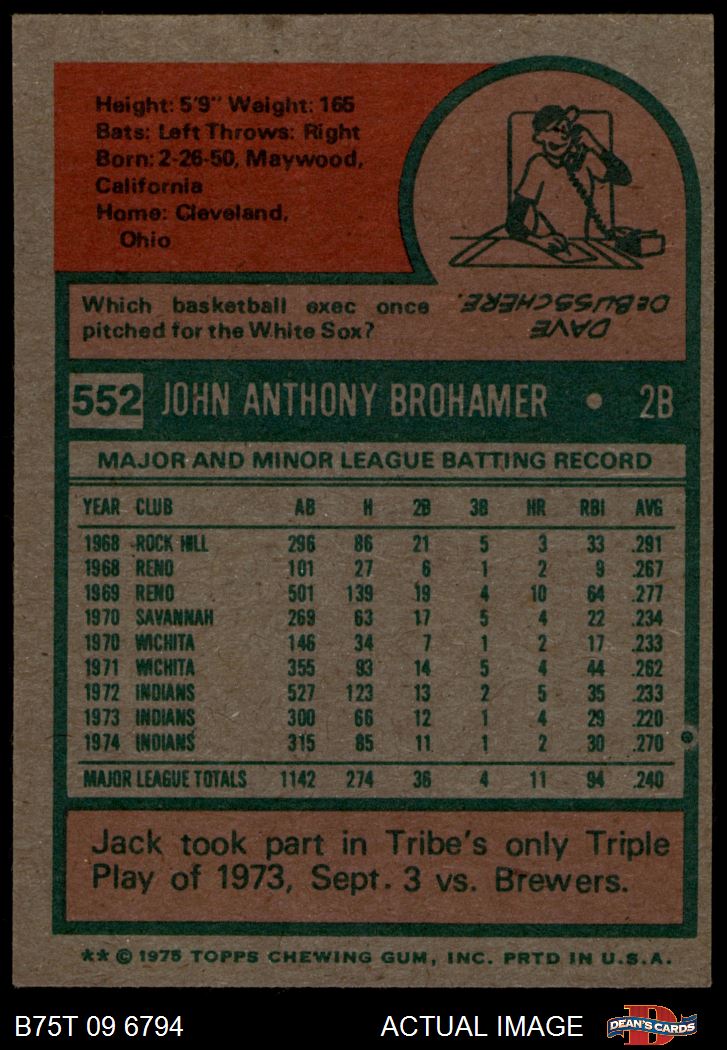 Height: 5'9" Weight: 165
Bats: Left Throws: Right
Born: 2-26-50, Maywood,
California
Home: Cleveland,
Ohio
Which basketball exec once
pitched for the White Sox?
DAVE
DeBUSSCHERE.
552 JOHN ANTHONY BROHAMER • 2B
MAJOR AND MINOR LEAGUE BATTING RECORD
YEAR CLUB AB H 2B 3B HR RBI AVG
1968 ROCK HILL 296 86 21 5 3 33 .291
1968 RENO 101 27 6 1 2 9 .267
1969 RENO 501 139 19 4 10 64 .277
1970 SAVANNAH 269 63 17 5 4 22 .234
1970 WICHITA 146 34 7 1 2 17 .233
1971 WICHITA 355 93 14 5 4 44 .262
1972 INDIANS 527 123 13 2 5 35 .233
1973 INDIANS 300 66 12 1 4 29 .220
1974 INDIANS 315 85 11 1 2 30 .270
MAJOR LEAGUE TOTALS 1142 274 36 4 11 94 .240
Jack took part in Tribe's only Triple
Play of 1973, Sept. 3 vs. Brewers.
** © 1975 TOPPS CHEWING GUM, INC. PRTD IN U.S.A.
B75T 09 6794 ACTUAL IMAGE D DEAN'S CARDS